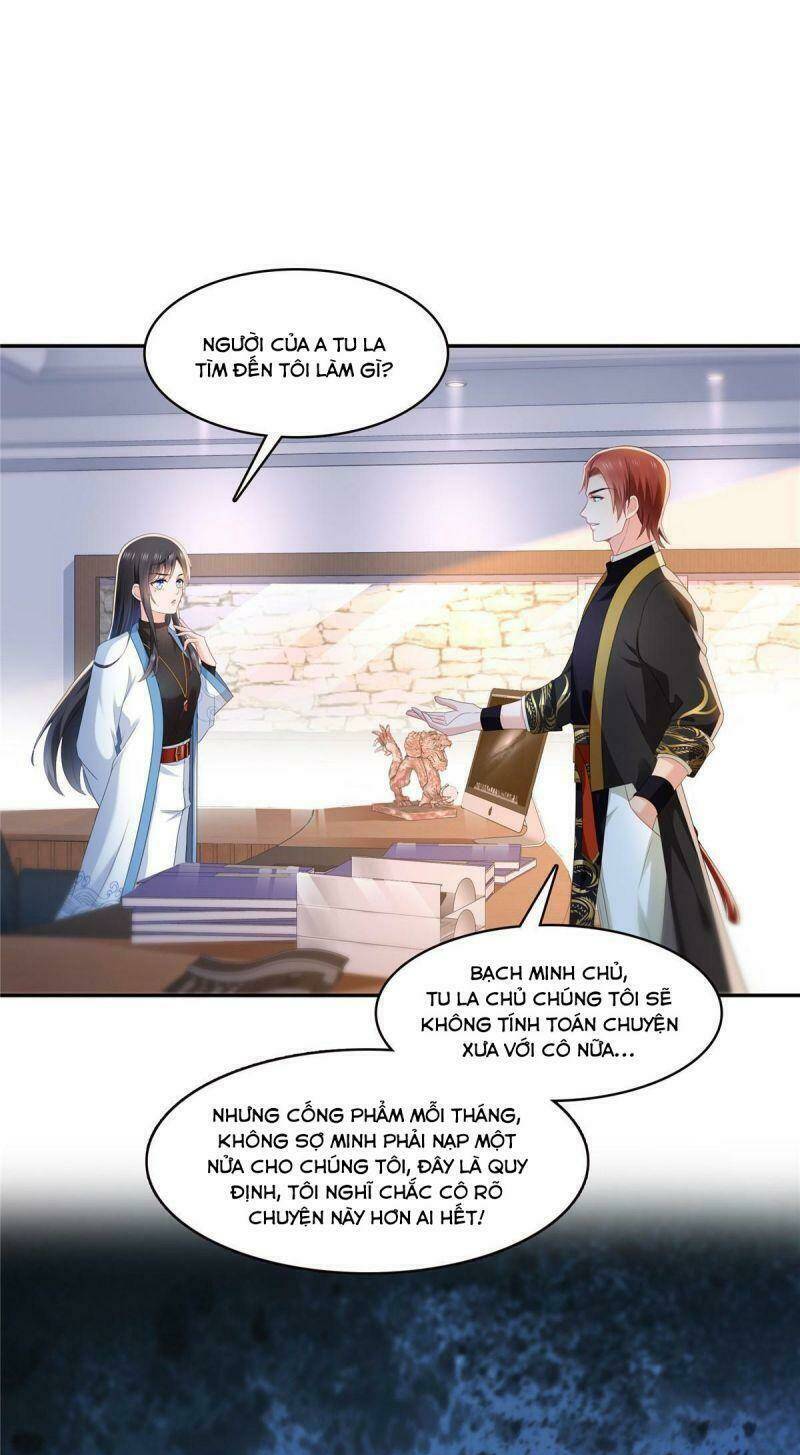 NGƯỜI CỦA A TU LA
TÌM ĐẾN TÔI LÀM GÌ?
BẠCH MINH CHỦ,
TU LA CHỦ CHÚNG TÔI SẼ
KHÔNG TÍNH TOÁN CHUYỆN
XƯA VỚI CÔ NỮA...
NHƯNG CỐNG PHẨM MỖI THÁNG,
KHÔNG SỢ MINH PHẢI NẠP MỘT
NỬA CHO CHÚNG TÔI, ĐÂY LÀ QUY
ĐỊNH, TÔI NGHĨ CHẮC CÔ RÕ
CHUYỆN NÀY HƠN AI HẾT!